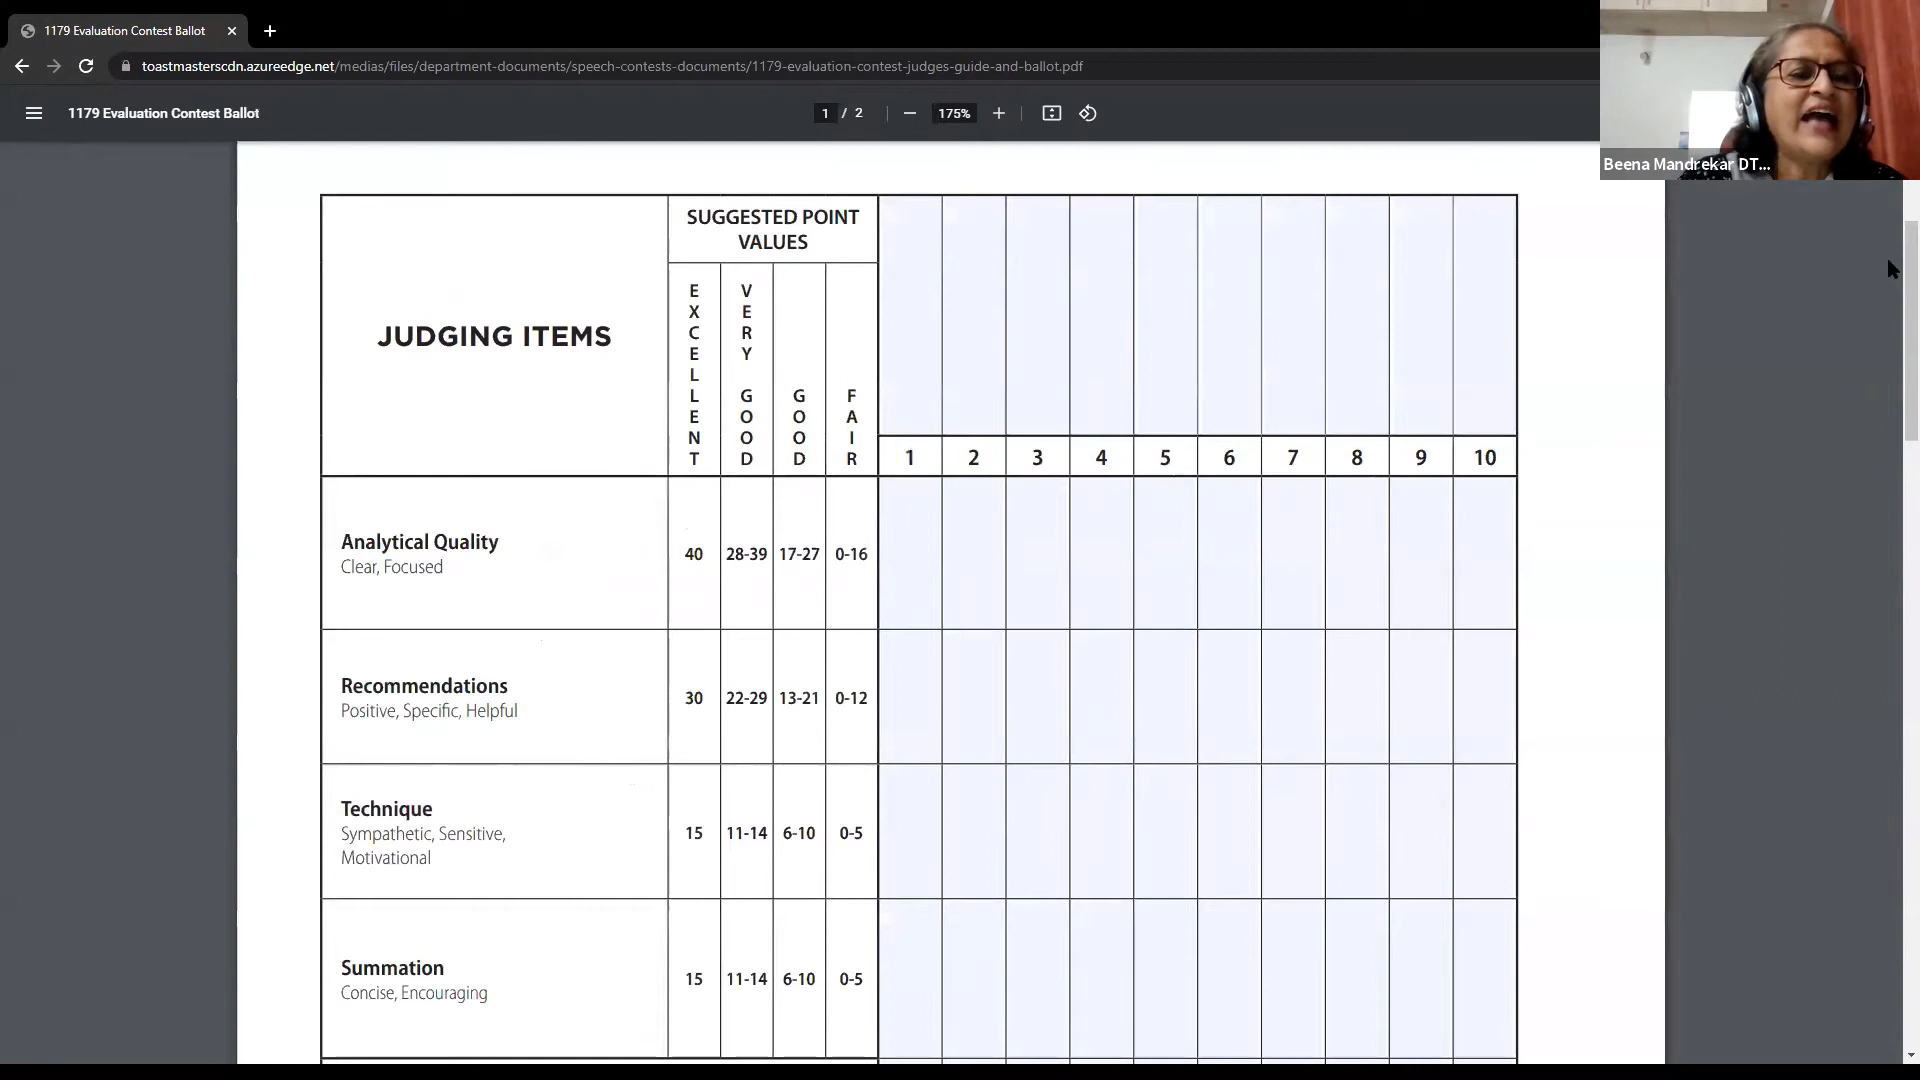 1179 Evaluation Contest Ballot
toastmasterscdn.azureedge.net/medias/files/department-documents/speech-contests-documents/1179-evaluation-contest-judges-guide-and-ballot.pdf
1179 Evaluation Contest Ballot
1 / 2
175%
Beena Mandrekar DT...
JUDGING ITEMS
SUGGESTED POINT
VALUES
EXCELLENT
VERY GOOD
GOOD
FAIR
1 2 3 4 5 6 7 8 9 10
Analytical Quality
Clear, Focused
40 28-39 17-27 0-16
Recommendations
Positive, Specific, Helpful
30 22-29 13-21 0-12
Technique
Sympathetic, Sensitive,
Motivational
15 11-14 6-10 0-5
Summation
Concise, Encouraging
15 11-14 6-10 0-5